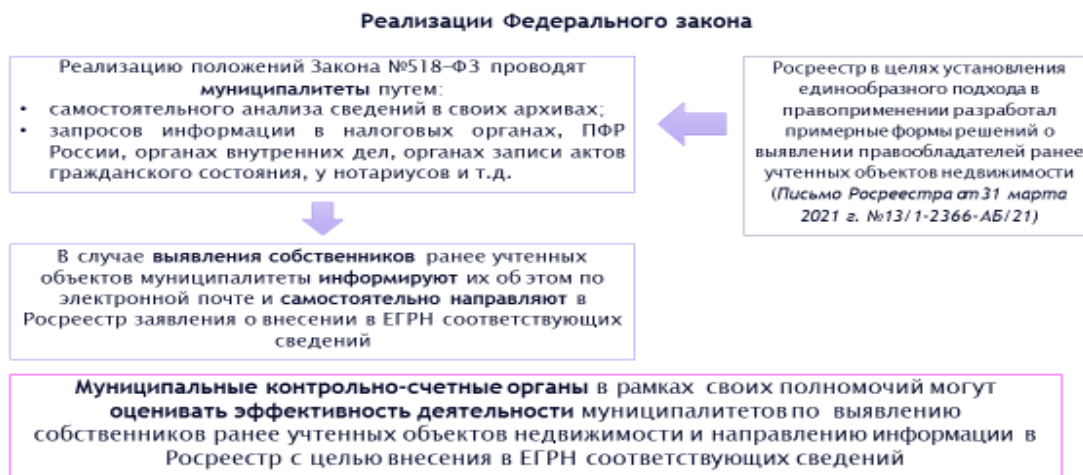 Реализации Федерального закона
Реализацию положений Закона №518–ФЗ проводят
муниципалитеты путем:
• самостоятельного анализа сведений в своих архивах;
• запросов информации в налоговых органах, ПФР
России, органах внутренних дел, органах записи актов
гражданского состояния, у нотариусов и т.д.
Росреестр в целях установления
единообразного подхода в
правоприменении разработал
примерные формы решений о
выявлении правообладателей ранее
учтенных объектов недвижимости
(Письмо Росреестра от 31 марта
2021 г. №13/1-2366-АБ/21)
В случае выявления собственников ранее учтенных
объектов муниципалитеты информируют их об этом по
электронной почте и самостоятельно направляют в
Росреестр заявления о внесении в ЕГРН соответствующих
сведений
Муниципальные контрольно-счетные органы в рамках своих полномочий могут
оценивать эффективность деятельности муниципалитетов по выявлению
собственников ранее учтенных объектов недвижимости и направлению информации в
Росреестр с целью внесения в ЕГРН соответствующих сведений